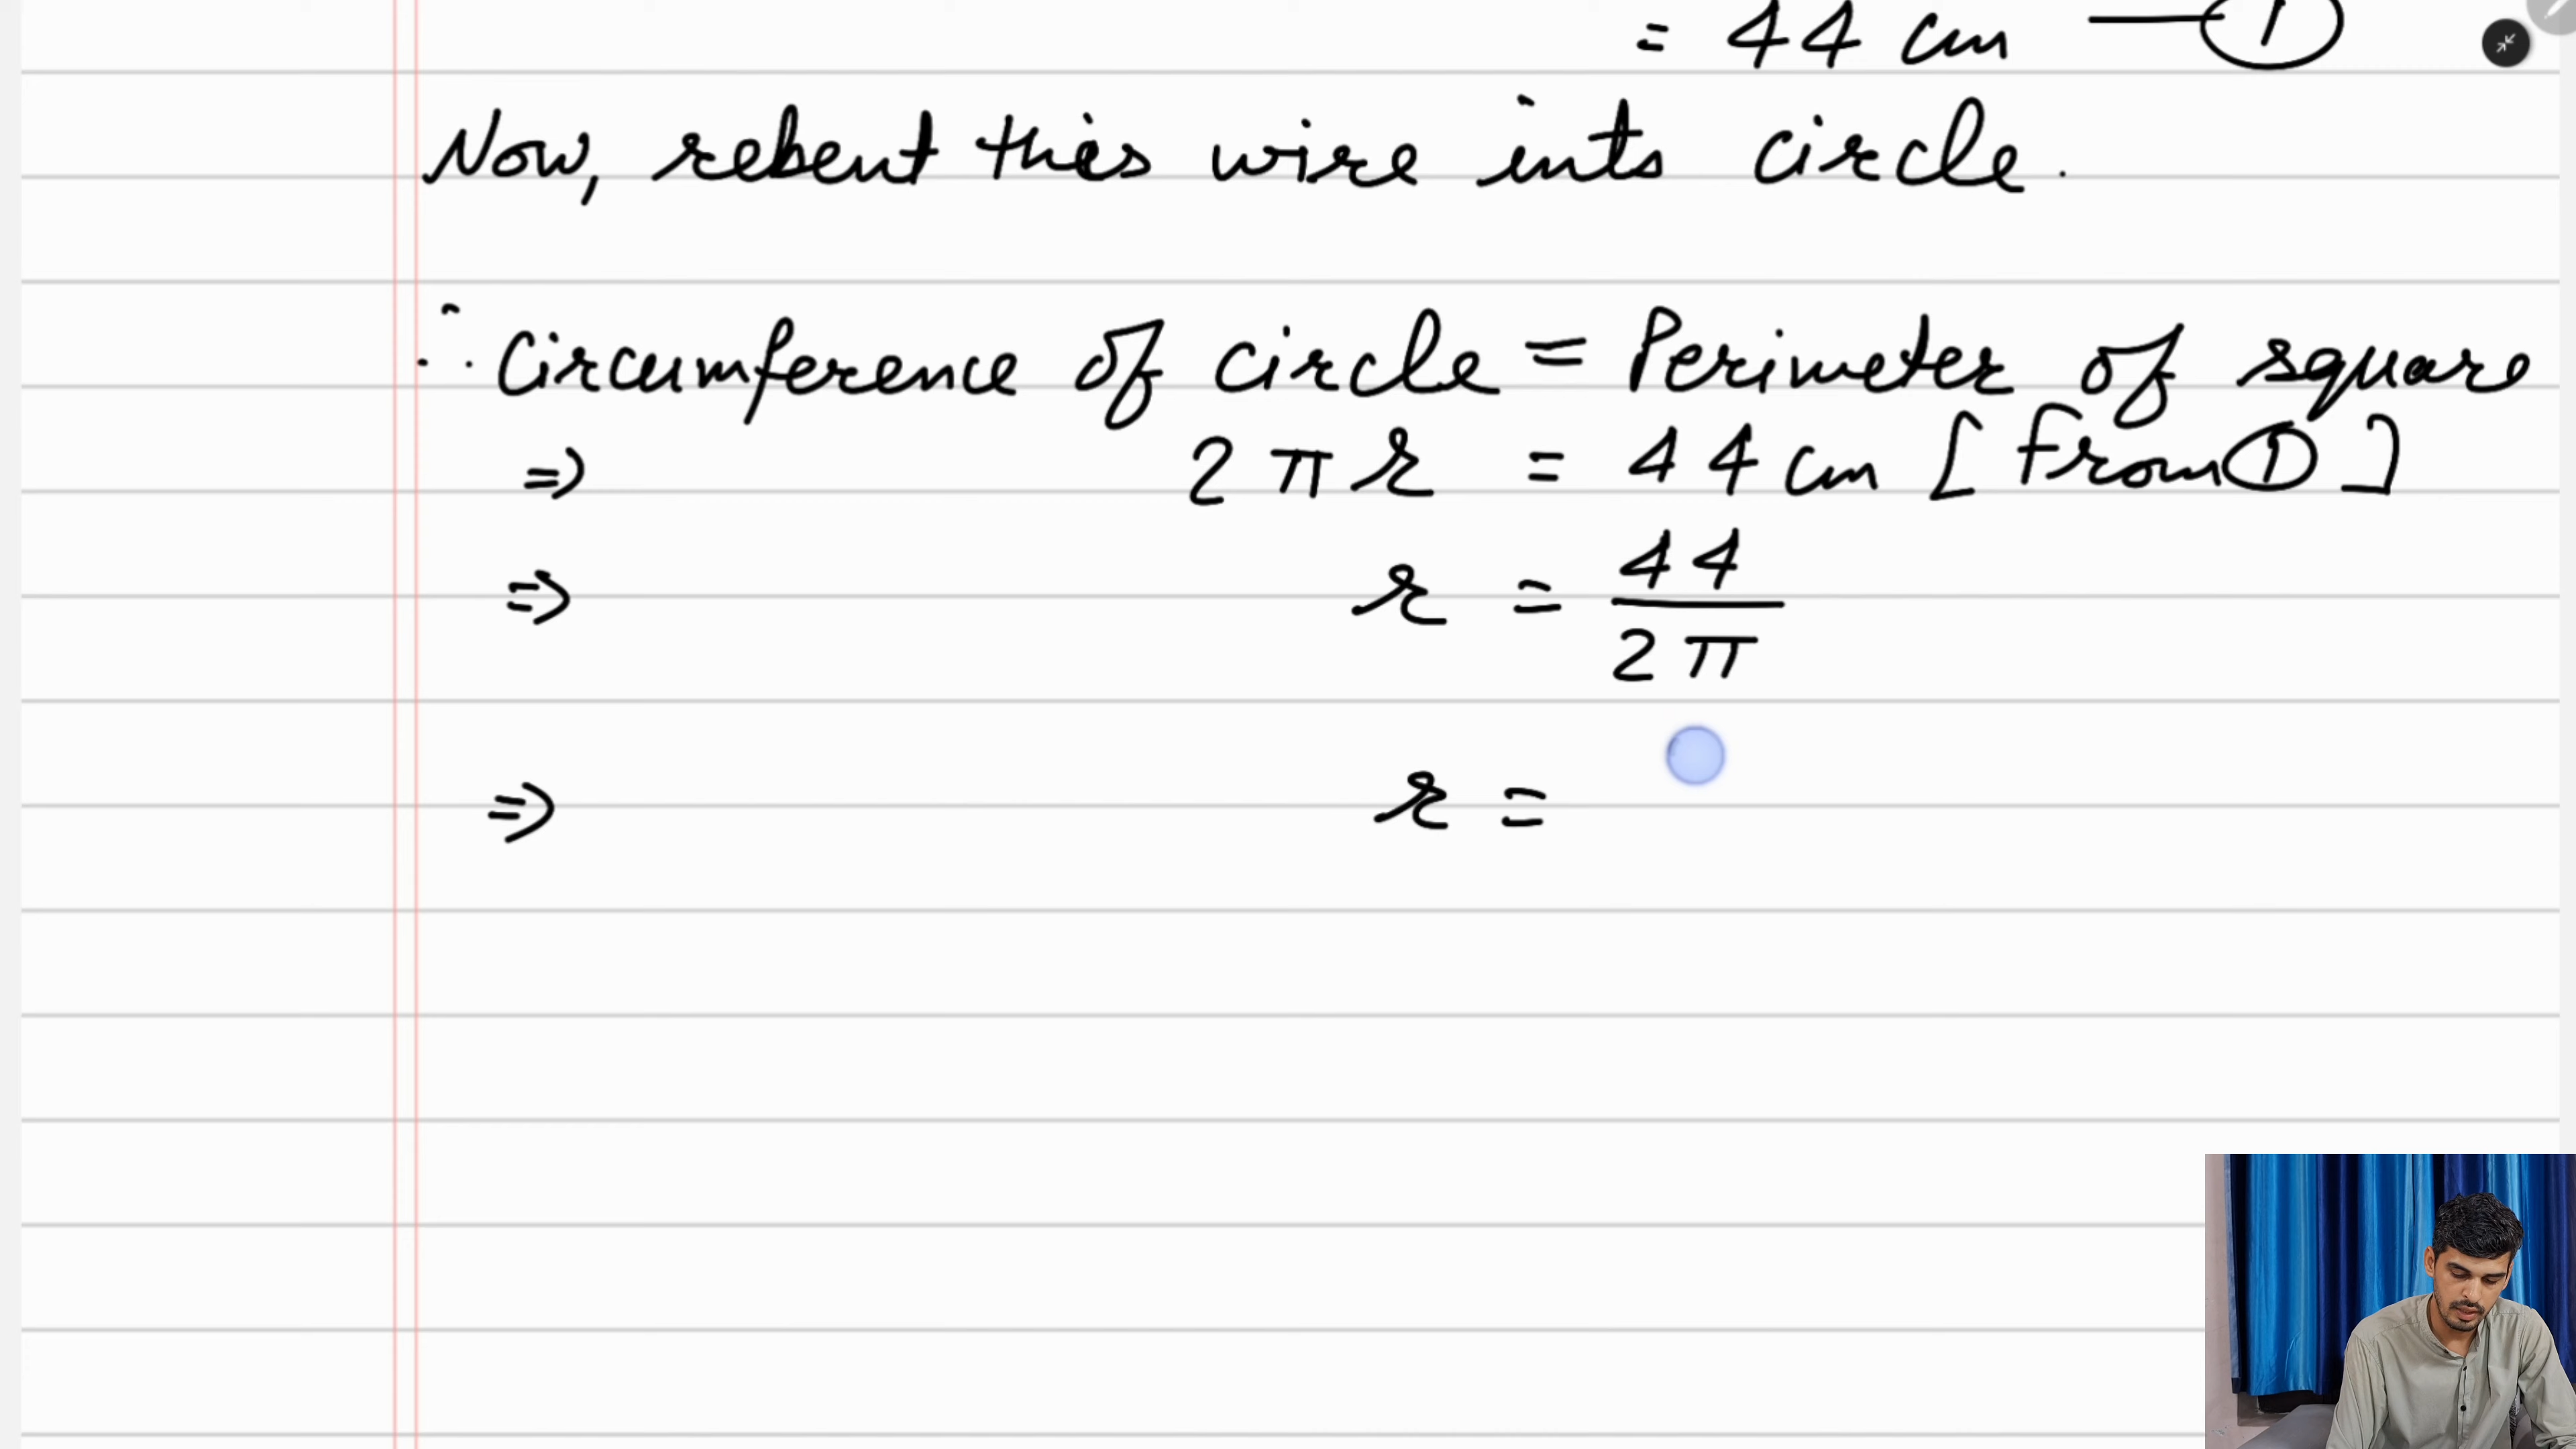 = 44 cm —①
Now, rebent this wire into circle.
∴ Circumference of circle = Perimeter of square
⇒ 2πr = 44 cm [From ①]
⇒ r = 44/2π
⇒ r =